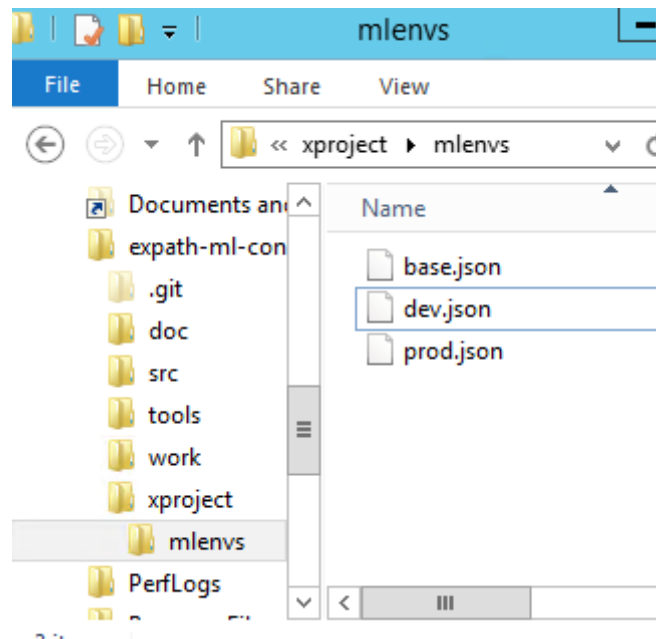 mlenvs
File Home Share View
« xproject mlenvs
Documents an
expath-ml-con
.git
doc
src
tools
work
xproject
mlenvs
PerfLogs
Name
base.json
dev.json
prod.json